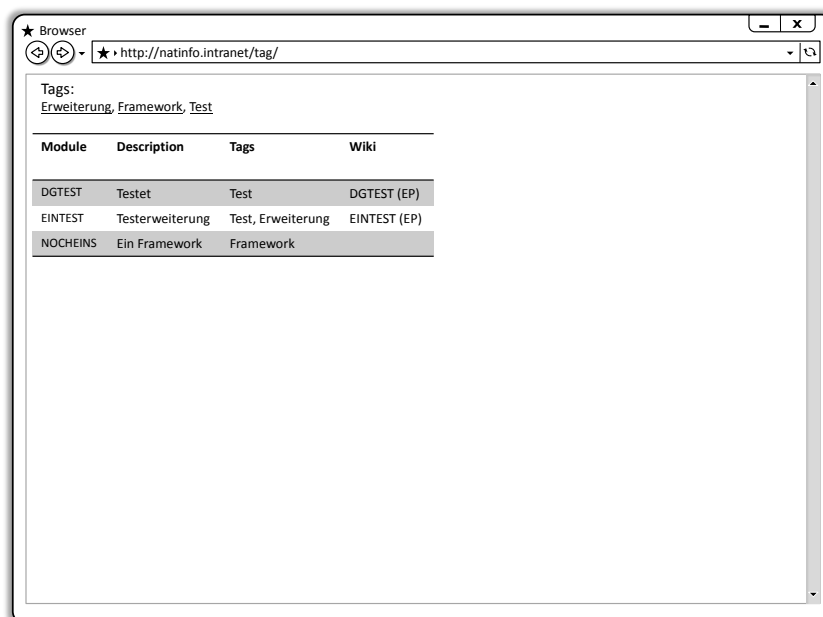 Browser
http://natinfo.intranet/tag/
Tags:
Erweiterung, Framework, Test
Module Description Tags Wiki
DGTEST Testet Test DGTEST (EP)
EINTEST Testerweiterung Test, Erweiterung EINTEST (EP)
NOCHEINS Ein Framework Framework